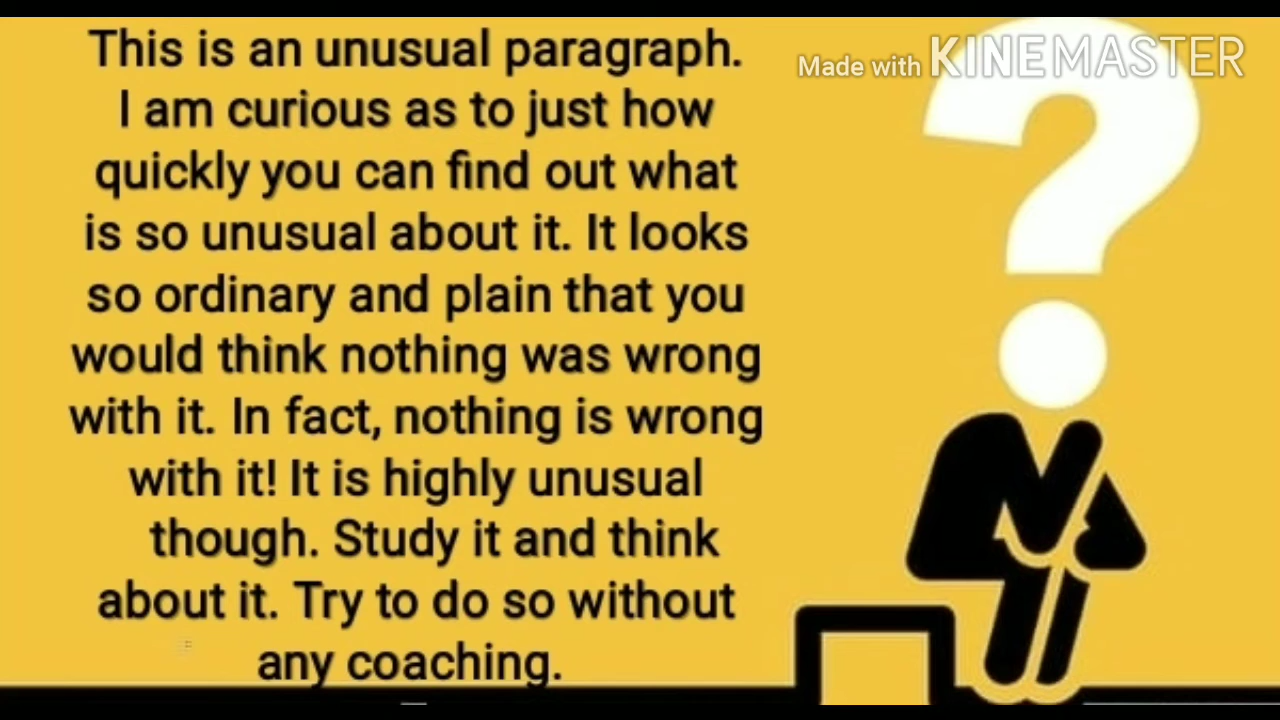 This is an unusual paragraph.
Made with KINEMASTER
I am curious as to just how
quickly you can find out what
is so unusual about it. It looks
so ordinary and plain that you
would think nothing was wrong
with it. In fact, nothing is wrong
with it! It is highly unusual
though. Study it and think
about it. Try to do so without
any coaching.